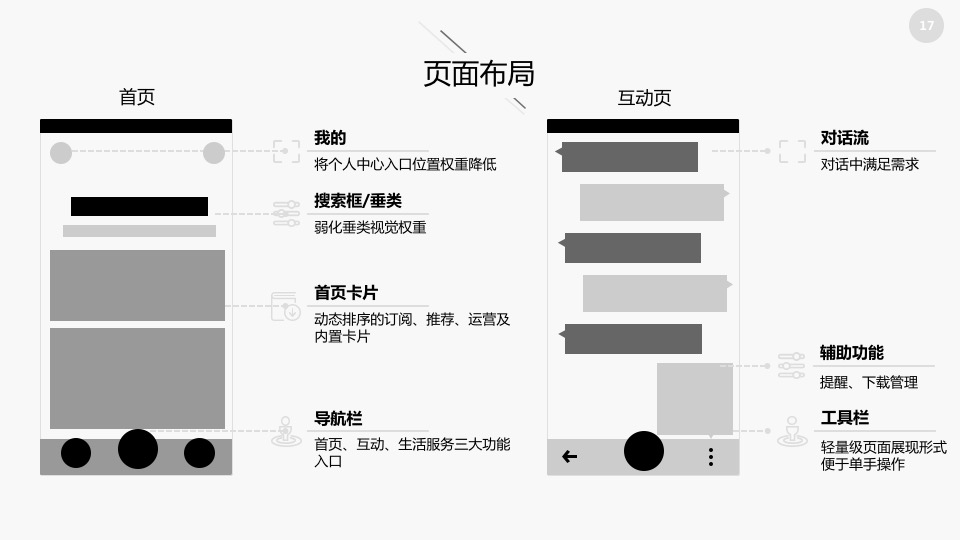 17
页面布局
首页
我的
将个人中心入口位置权重降低
搜索框/垂类
弱化垂类视觉权重
首页卡片
动态排序的订阅、推荐、运营及
内置卡片
导航栏
首页、互动、生活服务三大功能
入口
互动页
对话流
对话中满足需求
辅助功能
提醒、下载管理
工具栏
轻量级页面展现形式
便于单手操作